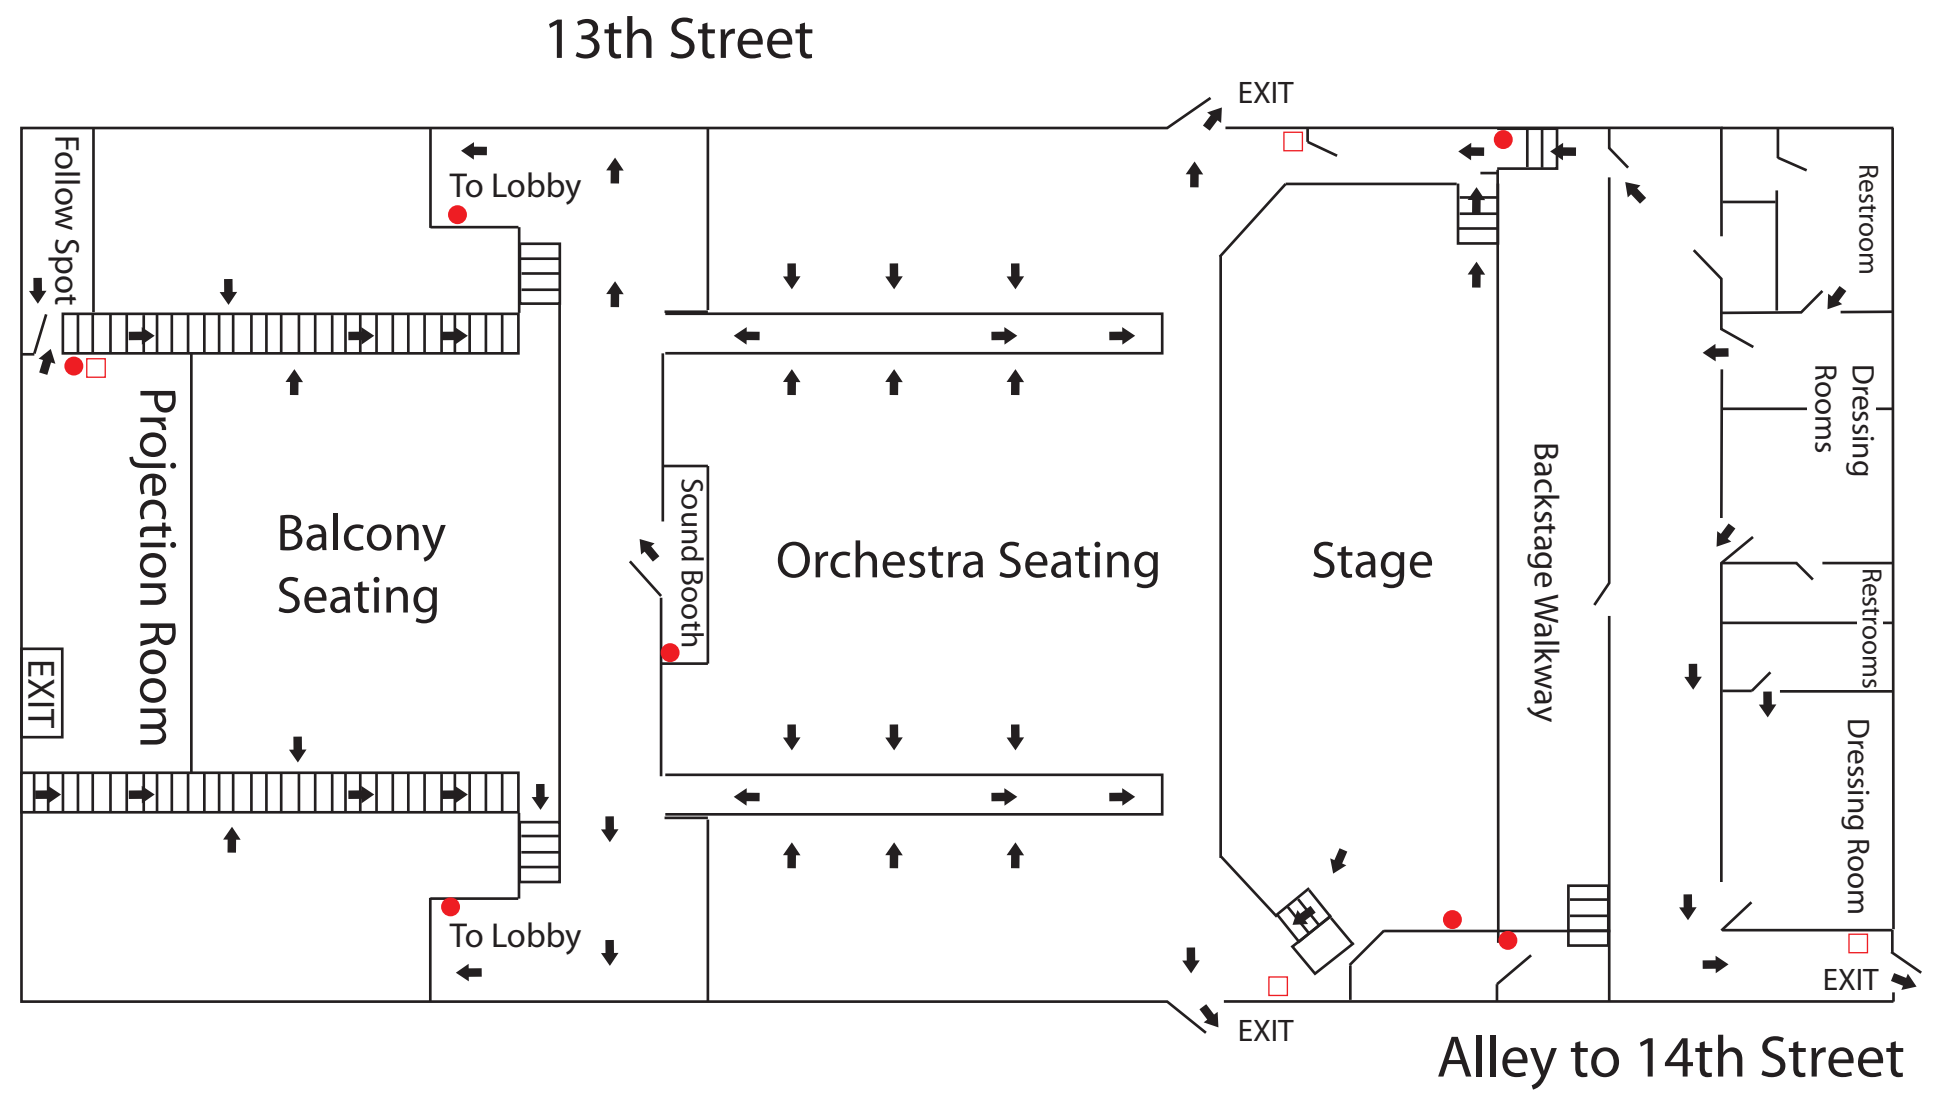 13th Street
EXIT
Follow Spot
To Lobby
Restroom
Projection Room
Balcony
Seating
Sound Booth
Orchestra Seating
Stage
Backstage Walkway
Dressing
Rooms
Restrooms
EXIT
Dressing Room
To Lobby
EXIT
EXIT
Alley to 14th Street